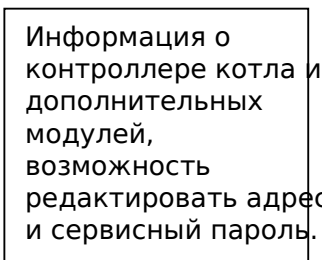 Информация о
контроллере котла и
дополнительных
модулей,
возможность
редактировать адрес
и сервисный пароль.